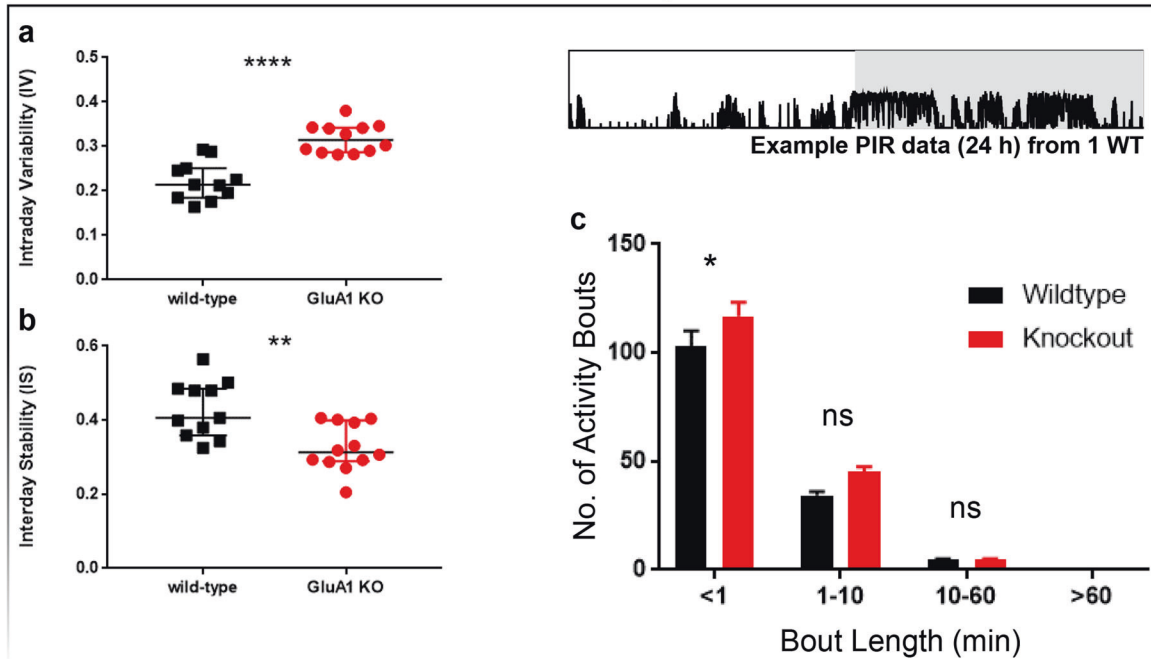 a
Intraday Variability (IV)
0.5
0.4
0.3
0.2
0.1
0.0
****
wild-type
GluA1 KO
b
Interday Stability (IS)
0.6
0.4
0.2
0.0
**
wild-type
GluA1 KO
Example PIR data (24 h) from 1 WT
c
No. of Activity Bouts
150
100
50
0
*
ns
ns
Wildtype
Knockout
<1
1-10
10-60
>60
Bout Length (min)